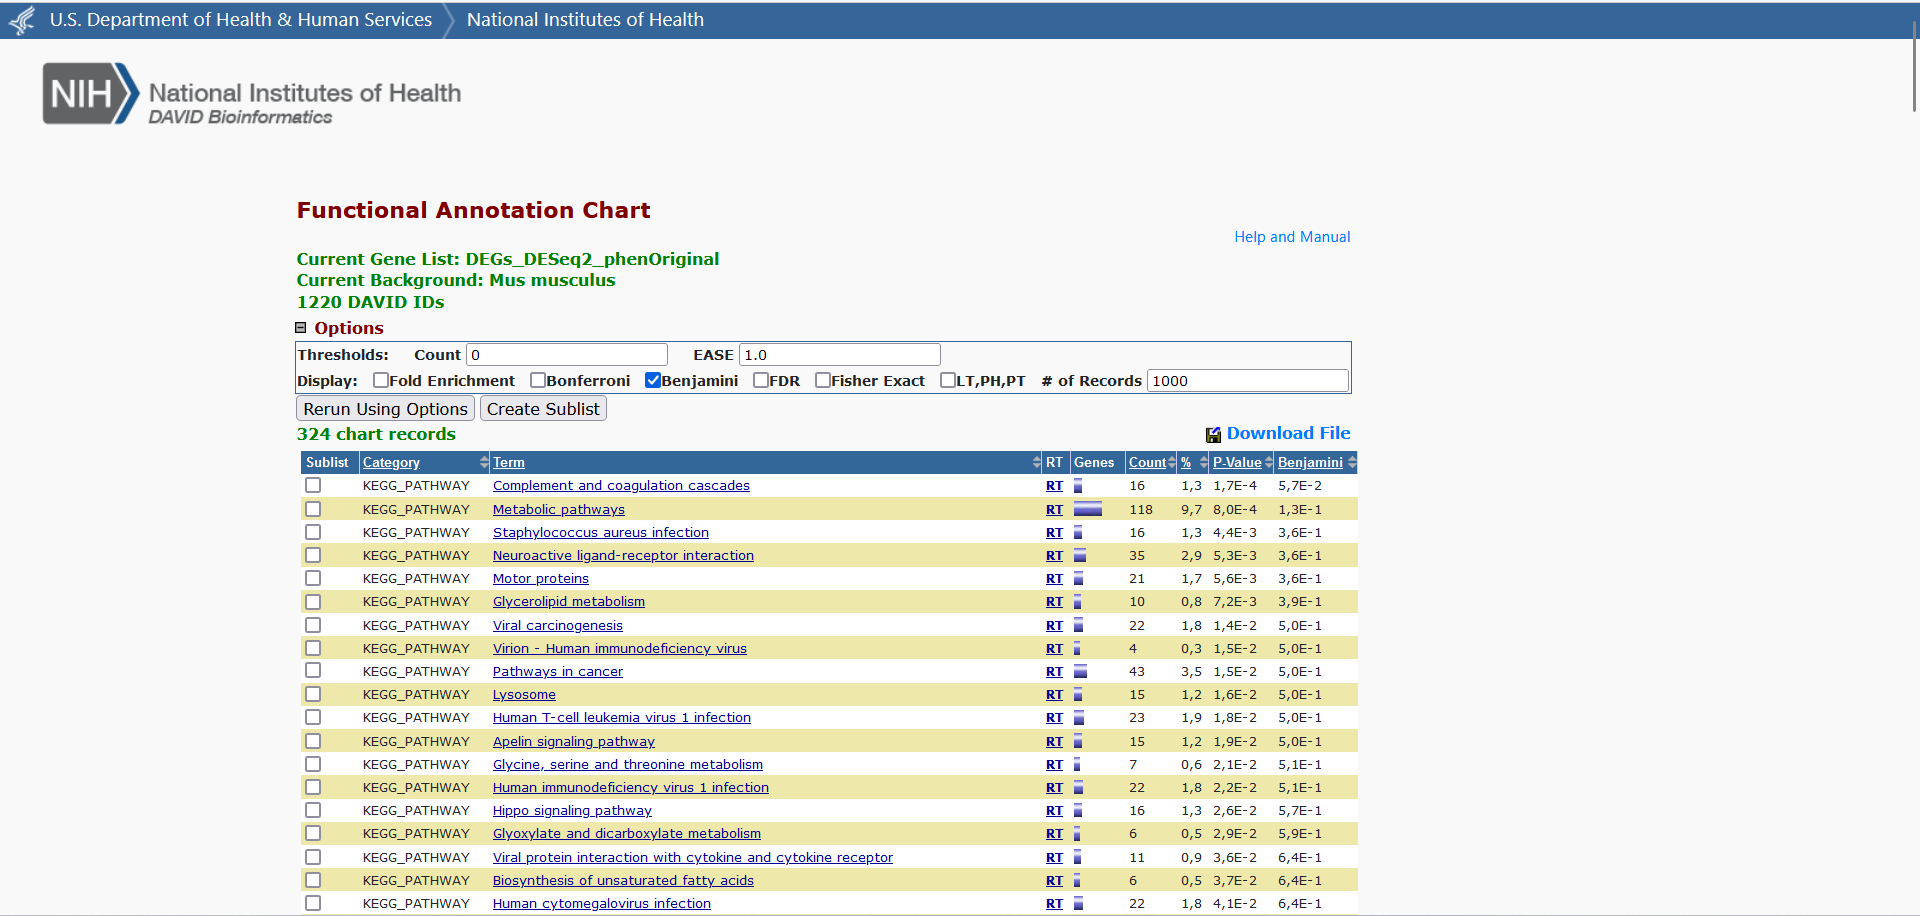 U.S. Department of Health & Human Services National Institutes of Health
NIH National Institutes of Health
DAVID Bioinformatics
Functional Annotation Chart
Help and Manual
Current Gene List: DEGs_DESeq2_phenOriginal
Current Background: Mus musculus
1220 DAVID IDs
Options
Thresholds: Count 0 EASE 1.0
Display: Fold Enrichment Bonferroni Benjamini FDR Fisher Exact LT,PH,PT # of Records 1000
Rerun Using Options Create Sublist
324 chart records Download File
Sublist Category Term RT Genes Count % P-Value Benjamini
KEGG_PATHWAY Complement and coagulation cascades RT 16 1,3 1,7E-4 5,7E-2
KEGG_PATHWAY Metabolic pathways RT 118 9,7 8,0E-4 1,3E-1
KEGG_PATHWAY Staphylococcus aureus infection RT 16 1,3 4,4E-3 3,6E-1
KEGG_PATHWAY Neuroactive ligand-receptor interaction RT 35 2,9 5,3E-3 3,6E-1
KEGG_PATHWAY Motor proteins RT 21 1,7 5,6E-3 3,6E-1
KEGG_PATHWAY Glycerolipid metabolism RT 10 0,8 7,2E-3 3,9E-1
KEGG_PATHWAY Viral carcinogenesis RT 22 1,8 1,4E-2 5,0E-1
KEGG_PATHWAY Virion - Human immunodeficiency virus RT 4 0,3 1,5E-2 5,0E-1
KEGG_PATHWAY Pathways in cancer RT 43 3,5 1,5E-2 5,0E-1
KEGG_PATHWAY Lysosome RT 15 1,2 1,6E-2 5,0E-1
KEGG_PATHWAY Human T-cell leukemia virus 1 infection RT 23 1,9 1,8E-2 5,0E-1
KEGG_PATHWAY Apelin signaling pathway RT 15 1,2 1,9E-2 5,0E-1
KEGG_PATHWAY Glycine, serine and threonine metabolism RT 7 0,6 2,1E-2 5,1E-1
KEGG_PATHWAY Human immunodeficiency virus 1 infection RT 22 1,8 2,2E-2 5,1E-1
KEGG_PATHWAY Hippo signaling pathway RT 16 1,3 2,6E-2 5,7E-1
KEGG_PATHWAY Glyoxylate and dicarboxylate metabolism RT 6 0,5 2,9E-2 5,9E-1
KEGG_PATHWAY Viral protein interaction with cytokine and cytokine receptor RT 11 0,9 3,6E-2 6,4E-1
KEGG_PATHWAY Biosynthesis of unsaturated fatty acids RT 6 0,5 3,7E-2 6,4E-1
KEGG_PATHWAY Human cytomegalovirus infection RT 22 1,8 4,1E-2 6,4E-1